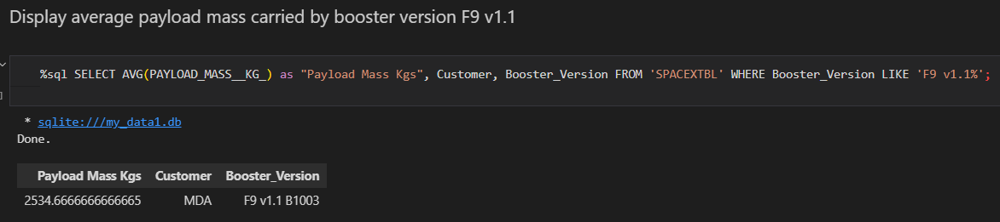 Display average payload mass carried by booster version F9 v1.1
%sql SELECT AVG(PAYLOAD_MASS__KG_) as "Payload Mass Kgs", Customer, Booster_Version FROM 'SPACEXTBL' WHERE Booster_Version LIKE 'F9 v1.1%';
]
* sqlite:///my_data1.db
Done.
Payload Mass Kgs Customer Booster_Version
2534.6666666666665 MDA F9 v1.1 B1003